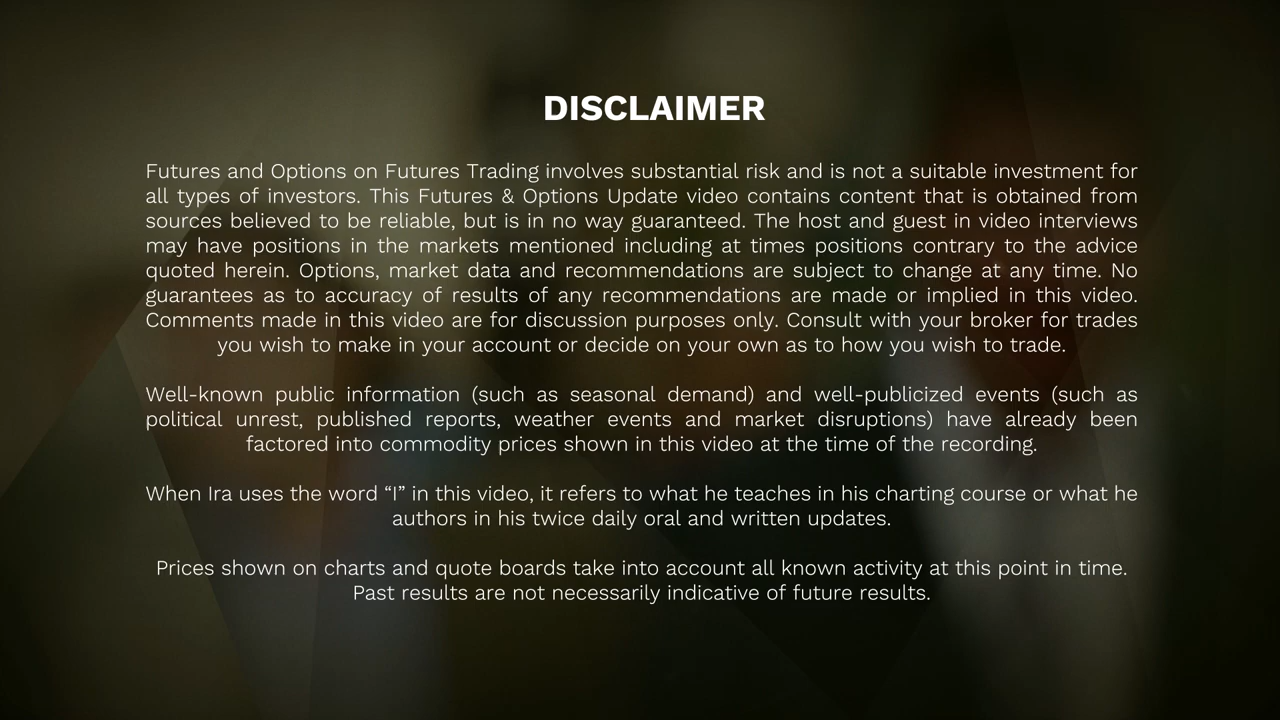 DISCLAIMER
Futures and Options on Futures Trading involves substantial risk and is not a suitable investment for
all types of investors. This Futures & Options Update video contains content that is obtained from
sources believed to be reliable, but is in no way guaranteed. The host and guest in video interviews
may have positions in the markets mentioned including at times positions contrary to the advice
quoted herein. Options, market data and recommendations are subject to change at any time. No
guarantees as to accuracy of results of any recommendations are made or implied in this video.
Comments made in this video are for discussion purposes only. Consult with your broker for trades
you wish to make in your account or decide on your own as to how you wish to trade.
Well-known public information (such as seasonal demand) and well-publicized events (such as
political unrest, published reports, weather events and market disruptions) have already been
factored into commodity prices shown in this video at the time of the recording.
When Ira uses the word “I” in this video, it refers to what he teaches in his charting course or what he
authors in his twice daily oral and written updates.
Prices shown on charts and quote boards take into account all known activity at this point in time.
Past results are not necessarily indicative of future results.